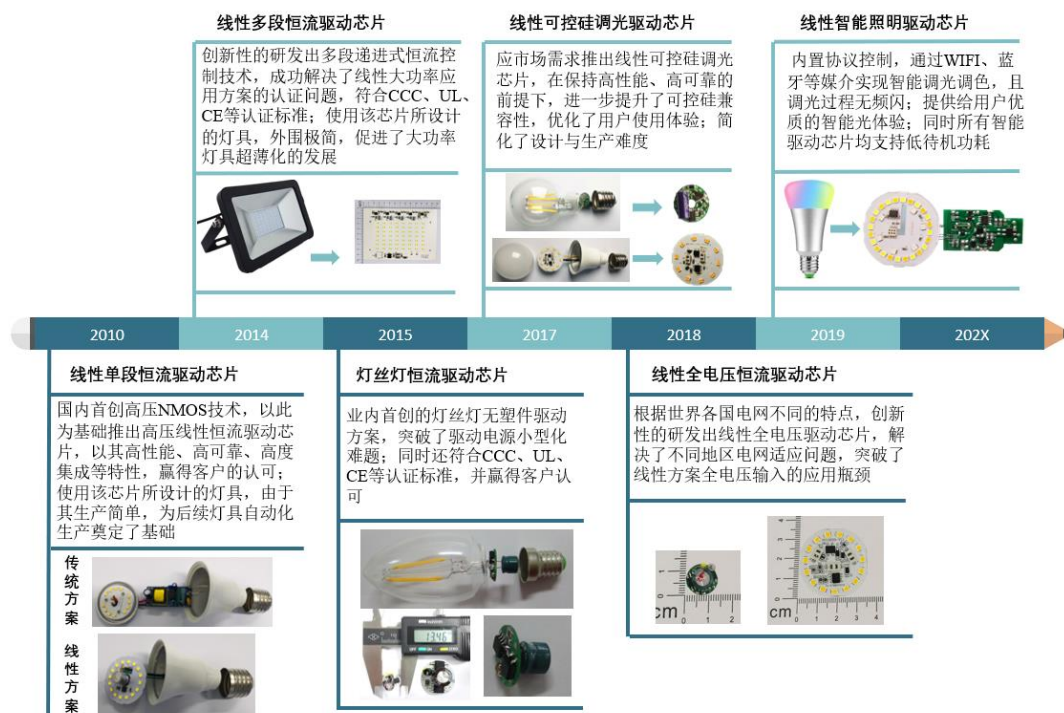 线性多段恒流驱动芯片
创新性的研发出多段递进式恒流控
制技术，成功解决了线性大功率应
用方案的认证问题，符合CCC、UL、
CE等认证标准；使用该芯片所设计
的灯具，外围极简，促进了大功率
灯具超薄化的发展
线性可控硅调光驱动芯片
应市场需求推出线性可控硅调光
芯片，在保持高性能、高可靠的
前提下，进一步提升了可控硅兼
容性，优化了用户使用体验；简
化了设计与生产难度
线性智能照明驱动芯片
内置协议控制，通过WIFI、蓝
牙等媒介实现智能调光调色，且
调光过程无频闪；提供给用户优
质的智能光体验；同时所有智能
驱动芯片均支持低待机功耗
2010 2014 2015 2017 2018 2019 202X
线性单段恒流驱动芯片
国内首创高压NMOS技术，以此
为基础推出高压线性恒流驱动芯
片，以其高性能、高可靠、高度
集成等特性，赢得客户的认可；
使用该芯片所设计的灯具，由于
其生产简单，为后续灯具自动化
生产奠定了基础
传统方案
线性方案
灯丝灯恒流驱动芯片
业内首创的灯丝灯无塑件驱动
方案，突破了驱动电源小型化
难题；同时还符合CCC、UL、
CE等认证标准，并赢得客户认
可
13.46
线性全电压恒流驱动芯片
根据世界各国电网不同的特点，创新
性的研发出线性全电压驱动芯片，解
决了不同地区电网适应问题，突破了
线性方案全电压输入的应用瓶颈
1
0
cm 0 1 2
4
3
2
1
0
cm 0 1 2 3 4